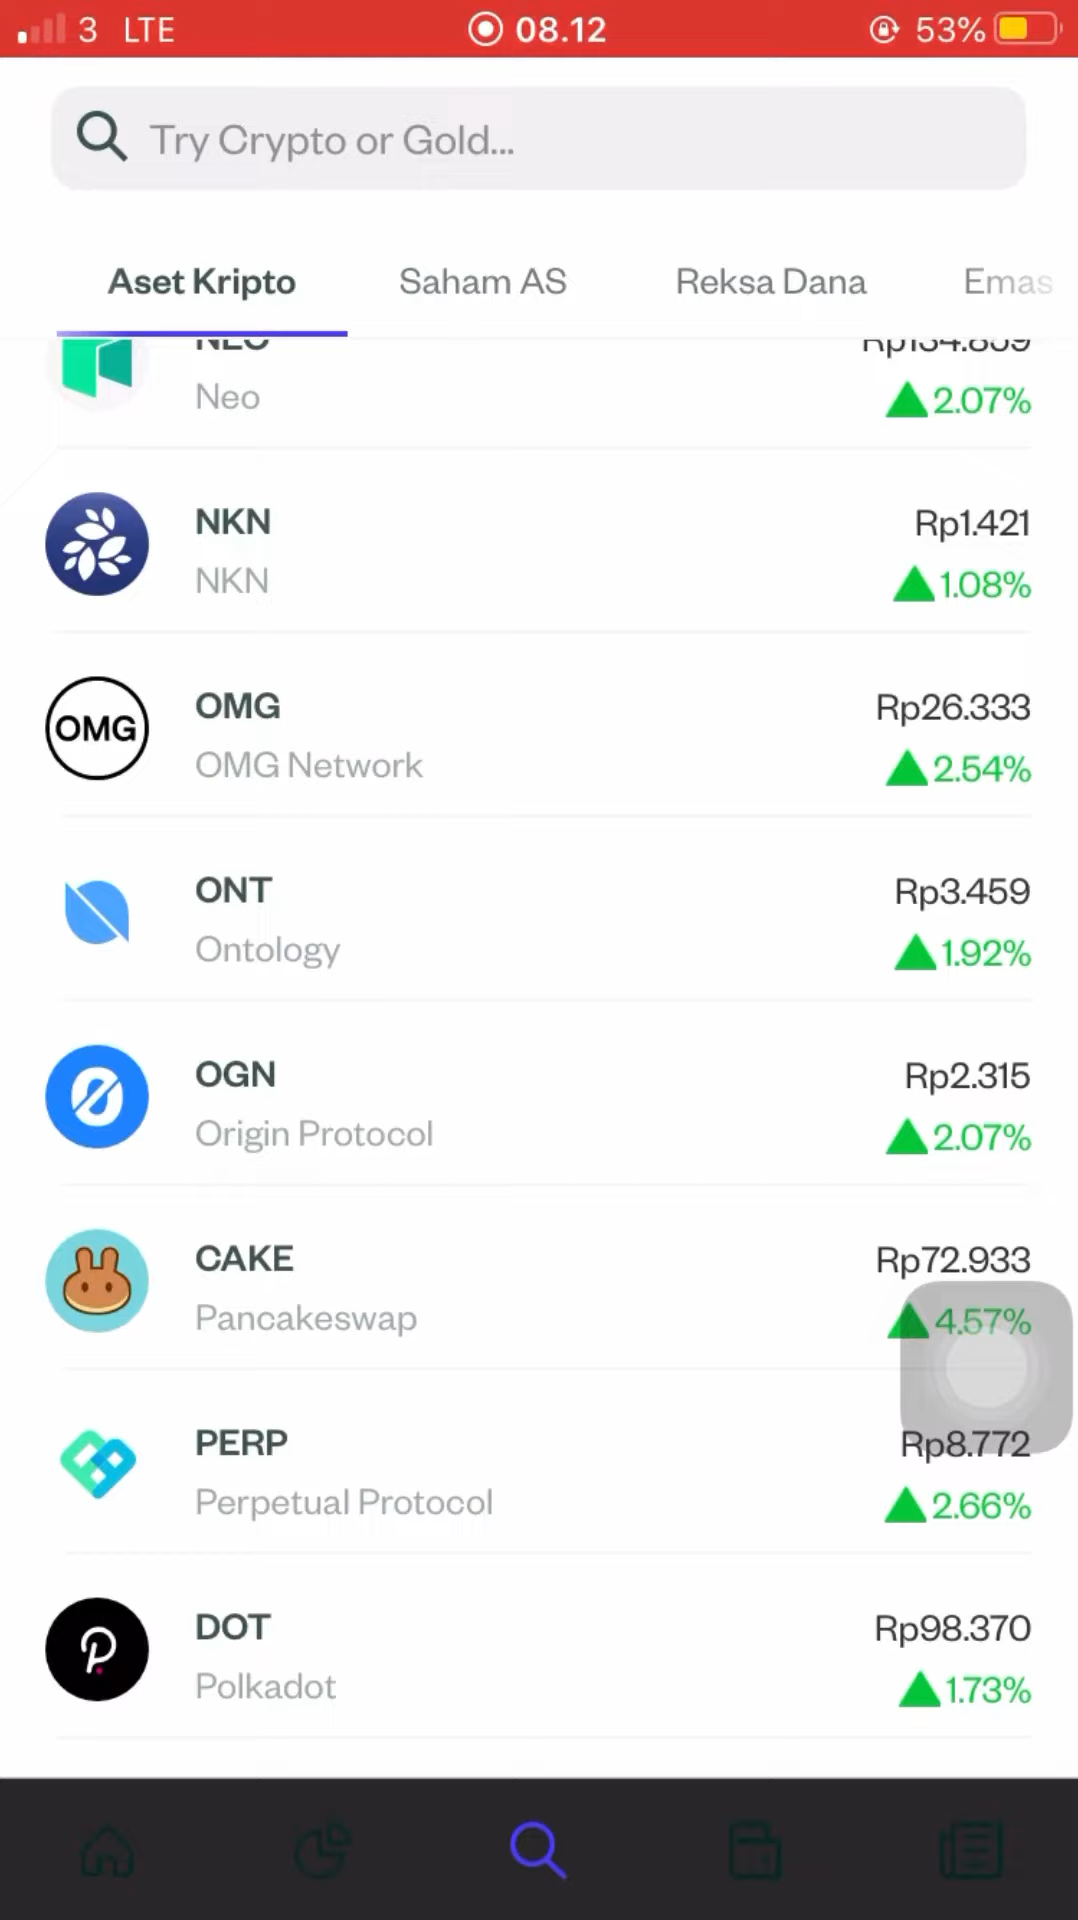 3 LTE 08.12 53%
Try Crypto or Gold...
Aset Kripto Saham AS Reksa Dana Emas
NEO Rp134.859
Neo 2.07%
NKN Rp1.421
NKN 1.08%
OMG
OMG Rp26.333
OMG Network 2.54%
ONT Rp3.459
Ontology 1.92%
OGN Rp2.315
Origin Protocol 2.07%
CAKE Rp72.933
Pancakeswap 4.57%
PERP Rp8.772
Perpetual Protocol 2.66%
DOT Rp98.370
Polkadot 1.73%